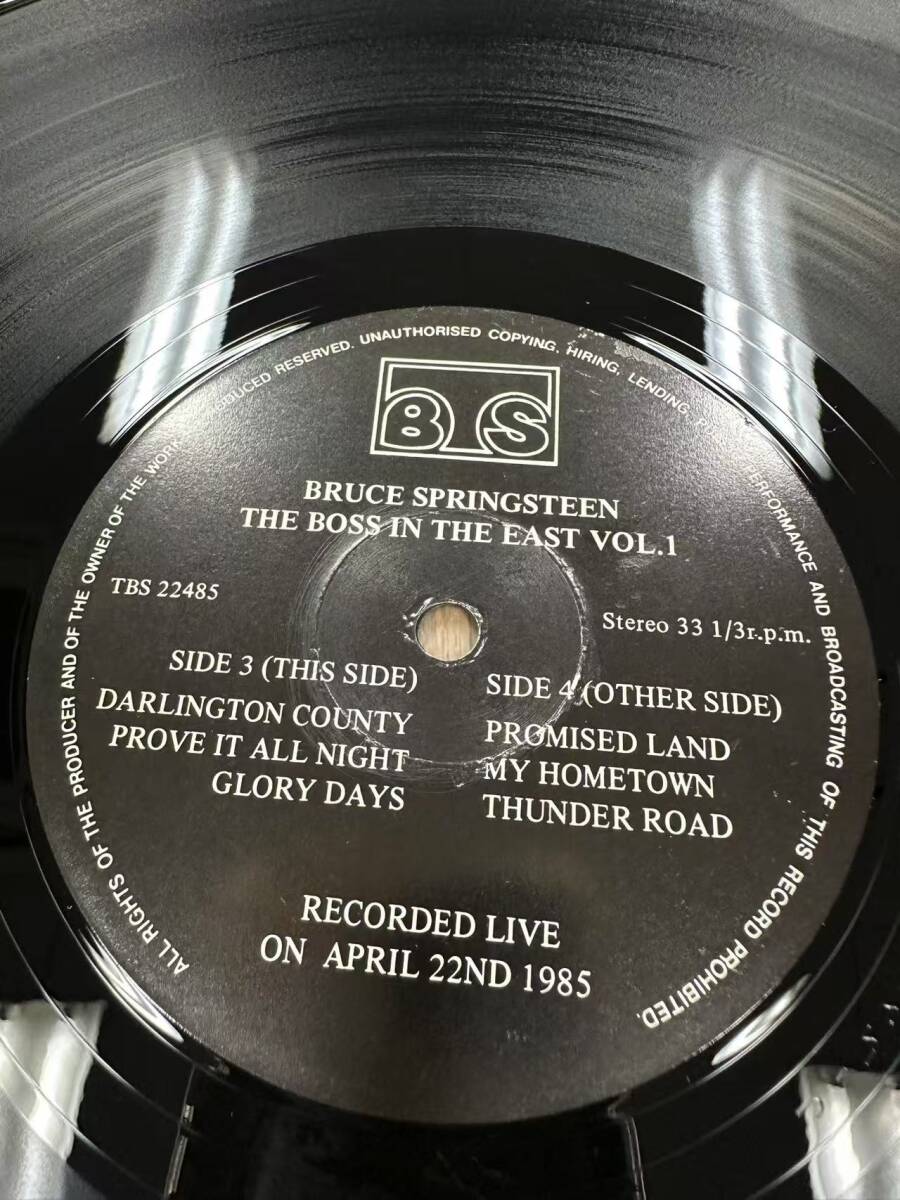 ALL RIGHTS OF THE PRODUCER AND OF THE OWNER OF THE WORK RESERVED. UNAUTHORISED COPYING, HIRING, LENDING, PERFORMANCE AND BROADCASTING OF THIS RECORD PROHIBITED.
BTS
BRUCE SPRINGSTEEN
THE BOSS IN THE EAST VOL.1
TBS 22485
Stereo 33 1/3r.p.m.
SIDE 3 (THIS SIDE)
DARLINGTON COUNTY
PROVE IT ALL NIGHT
GLORY DAYS
SIDE 4 (OTHER SIDE)
PROMISED LAND
MY HOMETOWN
THUNDER ROAD
RECORDED LIVE
ON APRIL 22ND 1985